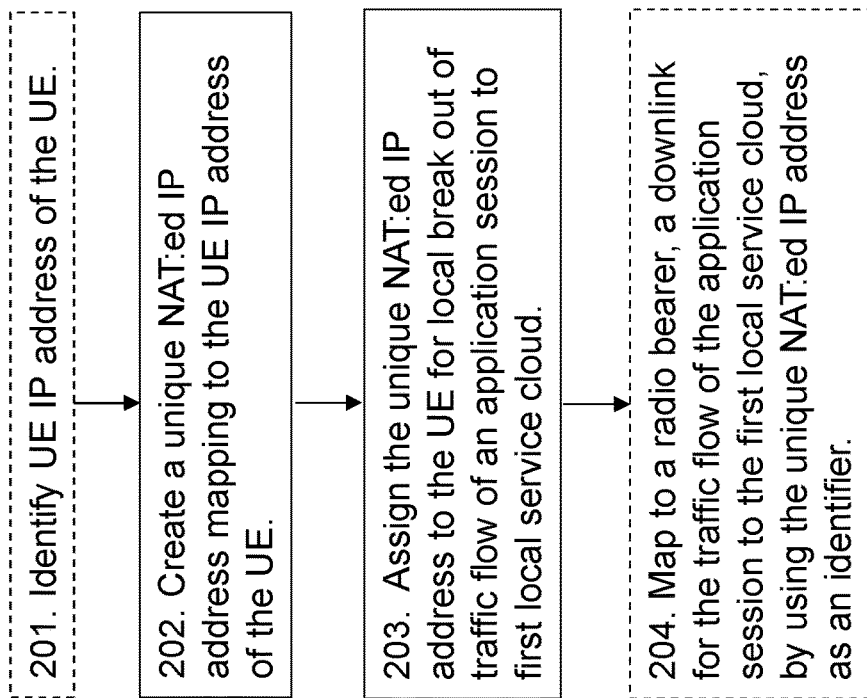 201. Identify UE IP address of the UE.
202. Create a unique NAT:ed IP
address mapping to the UE IP address
of the UE.
203. Assign the unique NAT:ed IP
address to the UE for local break out of
traffic flow of an application session to
first local service cloud.
204. Map to a radio bearer, a downlink
for the traffic flow of the application
session to the first local service cloud,
by using the unique NAT:ed IP address
as an identifier.